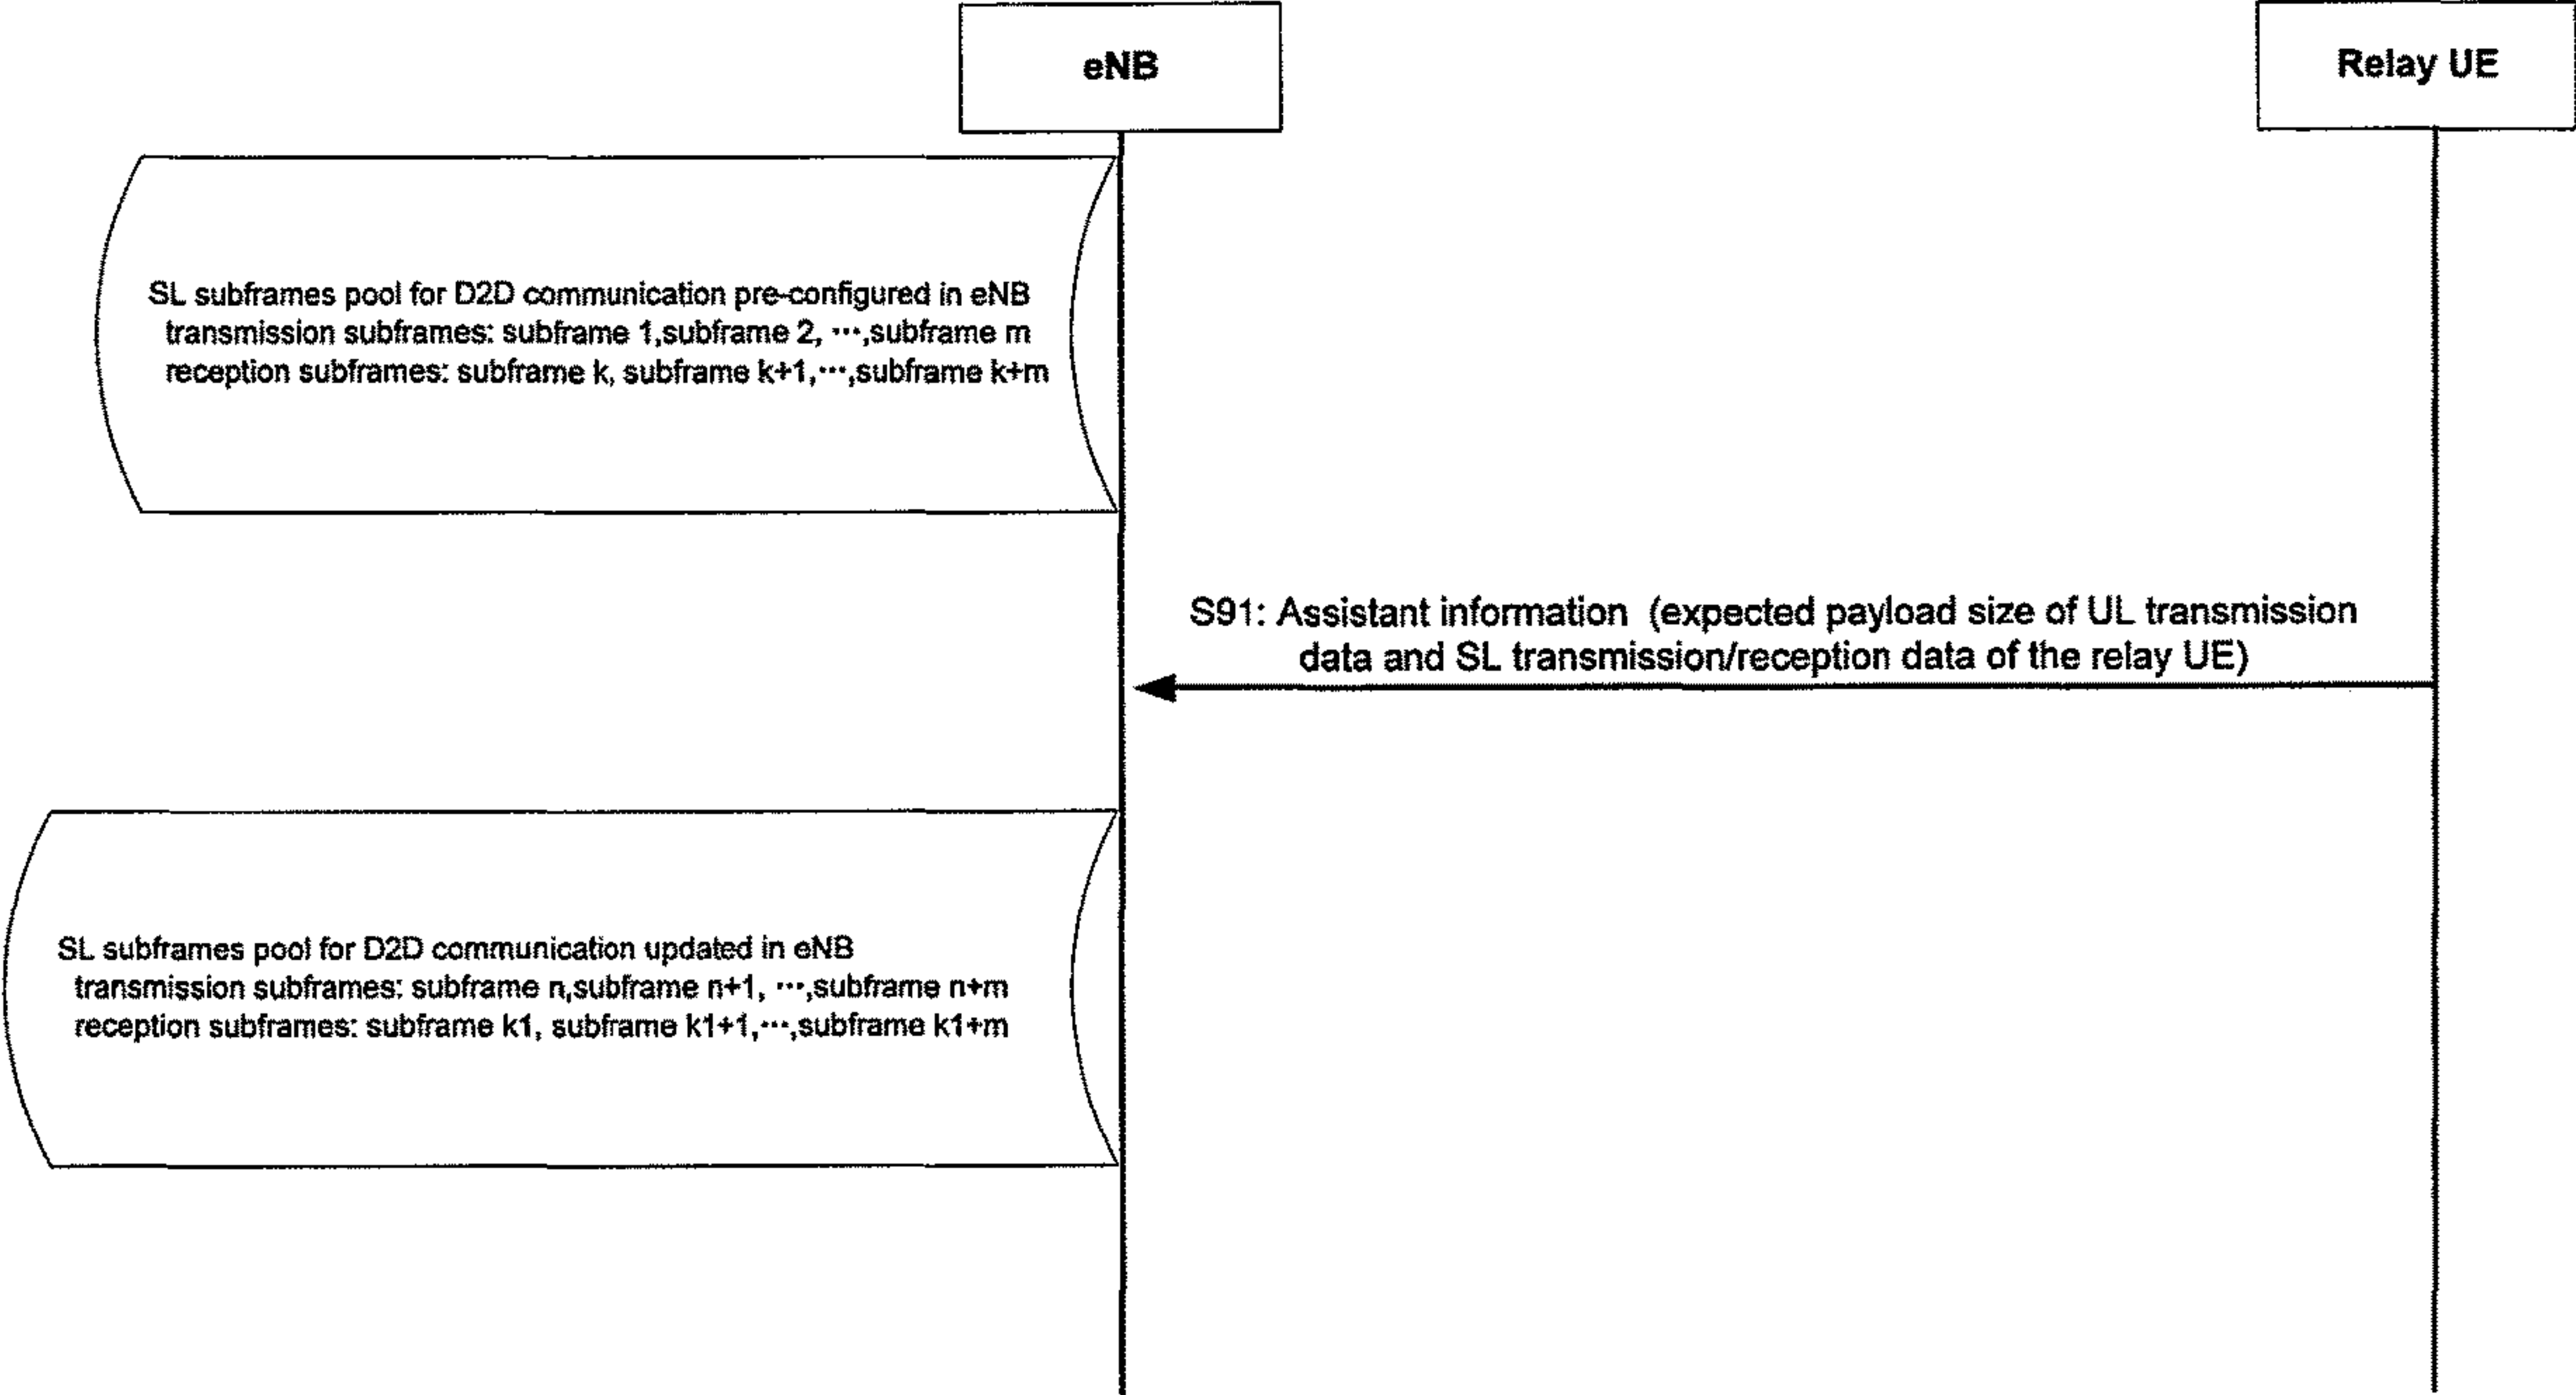 eNB
Relay UE
SL subframes pool for D2D communication pre-configured in eNB
transmission subframes: subframe 1,subframe 2, ···,subframe m
reception subframes: subframe k, subframe k+1,···,subframe k+m
S91: Assistant information (expected payload size of UL transmission
data and SL transmission/reception data of the relay UE)
SL subframes pool for D2D communication updated in eNB
transmission subframes: subframe n,subframe n+1, ···,subframe n+m
reception subframes: subframe k1, subframe k1+1,···,subframe k1+m